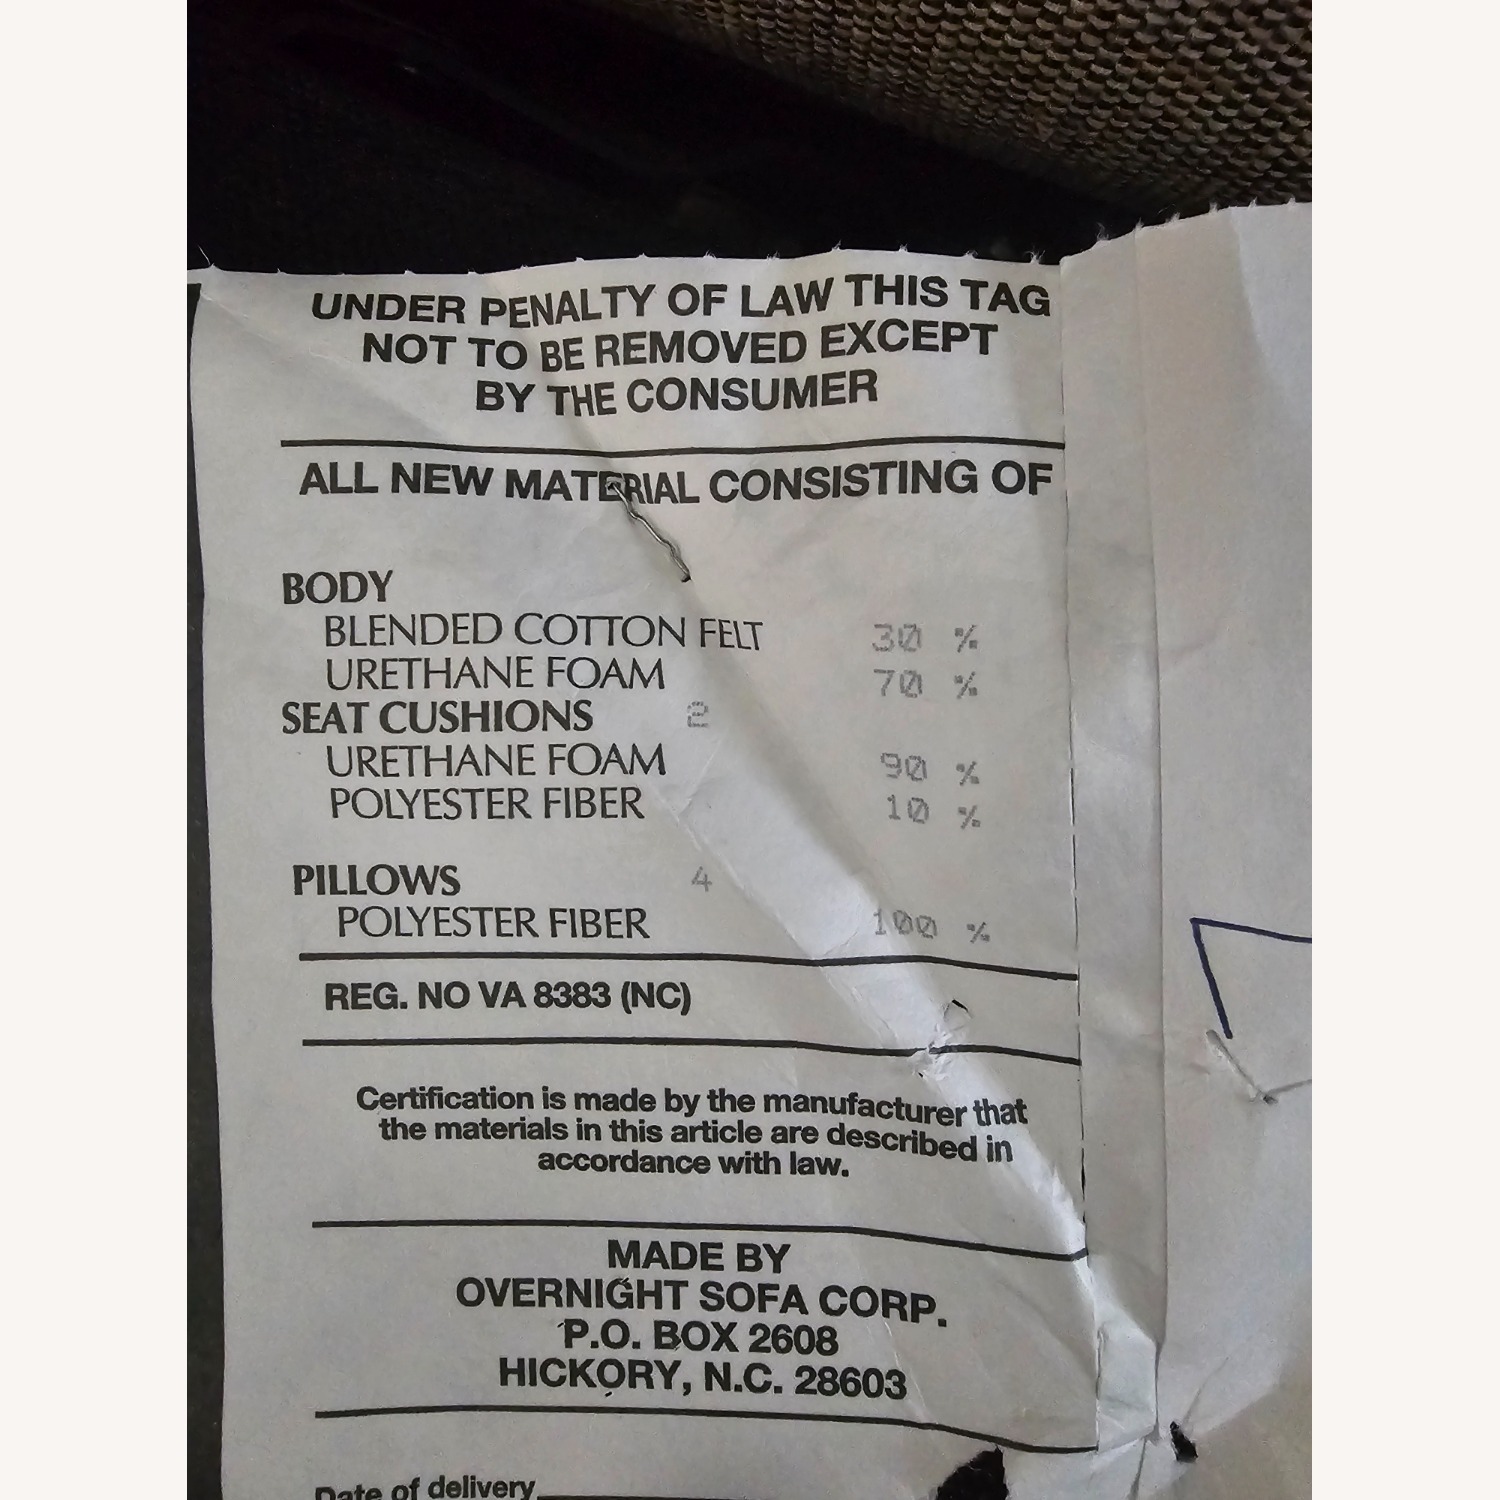 UNDER PENALTY OF LAW THIS TAG
NOT TO BE REMOVED EXCEPT
BY THE CONSUMER
ALL NEW MATERIAL CONSISTING OF
BODY
BLENDED COTTON FELT 30 %
URETHANE FOAM 70 %
SEAT CUSHIONS 2
URETHANE FOAM 90 %
POLYESTER FIBER 10 %
PILLOWS 4
POLYESTER FIBER 100 %
REG. NO VA 8383 (NC)
Certification is made by the manufacturer that
the materials in this article are described in
accordance with law.
MADE BY
OVERNIGHT SOFA CORP.
P.O. BOX 2608
HICKORY, N.C. 28603
Date of delivery